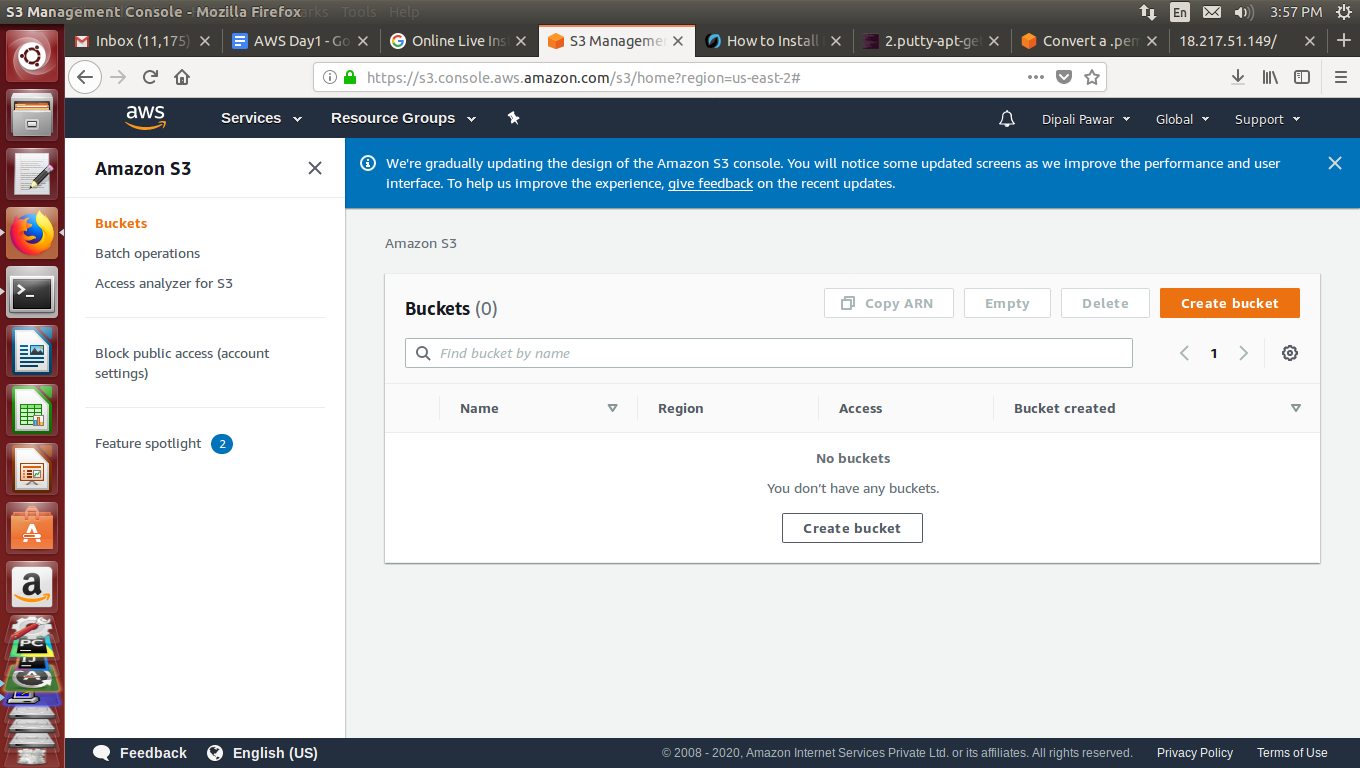 S3 Management Console - Mozilla Firefox
Tools Help
En
3:57 PM
Inbox (11,175)
AWS Day1 - Go
Online Live Ins
S3 Manageme
How to Install
2.putty-apt-ge
Convert a .pem
18.217.51.149/
https://s3.console.aws.amazon.com/s3/home?region=us-east-2#
aws
Services
Resource Groups
Dipali Pawar
Global
Support
Amazon S3
We're gradually updating the design of the Amazon S3 console. You will notice some updated screens as we improve the performance and user
interface. To help us improve the experience, give feedback on the recent updates.
Buckets
Batch operations
Access analyzer for S3
Block public access (account
settings)
Feature spotlight 2
Amazon S3
Buckets (0)
Copy ARN
Empty
Delete
Create bucket
Find bucket by name
1
Name
Region
Access
Bucket created
No buckets
You don't have any buckets.
Create bucket
a
PC
IJ
Feedback
English (US)
© 2008 - 2020, Amazon Internet Services Private Ltd. or its affiliates. All rights reserved.
Privacy Policy
Terms of Use